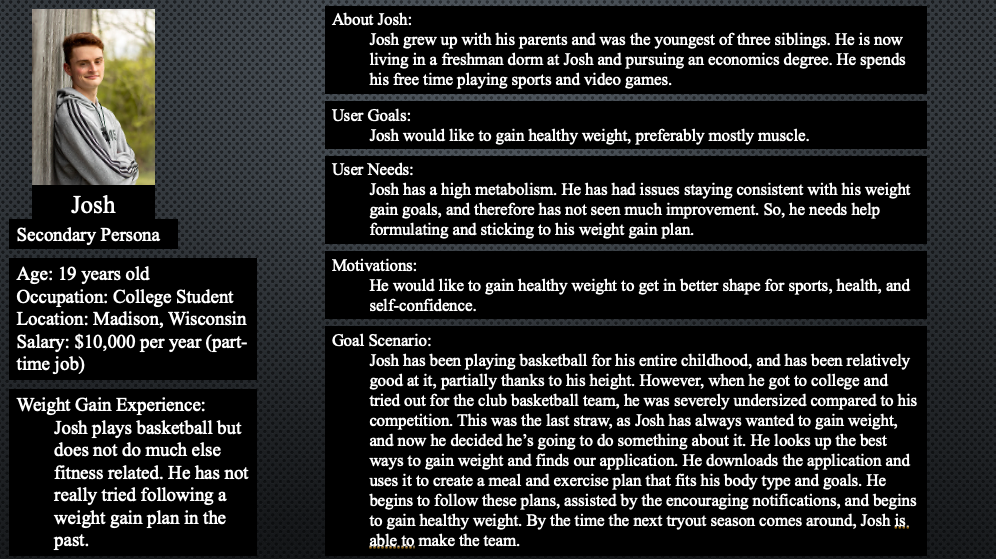 Josh
Secondary Persona
Age: 19 years old
Occupation: College Student
Location: Madison, Wisconsin
Salary: $10,000 per year (part-
time job)
Weight Gain Experience:
Josh plays basketball but
does not do much else
fitness related. He has not
really tried following a
weight gain plan in the
past.
About Josh:
Josh grew up with his parents and was the youngest of three siblings. He is now
living in a freshman dorm at Josh and pursuing an economics degree. He spends
his free time playing sports and video games.
User Goals:
Josh would like to gain healthy weight, preferably mostly muscle.
User Needs:
Josh has a high metabolism. He has had issues staying consistent with his weight
gain goals, and therefore has not seen much improvement. So, he needs help
formulating and sticking to his weight gain plan.
Motivations:
He would like to gain healthy weight to get in better shape for sports, health, and
self-confidence.
Goal Scenario:
Josh has been playing basketball for his entire childhood, and has been relatively
good at it, partially thanks to his height. However, when he got to college and
tried out for the club basketball team, he was severely undersized compared to his
competition. This was the last straw, as Josh has always wanted to gain weight,
and now he decided he’s going to do something about it. He looks up the best
ways to gain weight and finds our application. He downloads the application and
uses it to create a meal and exercise plan that fits his body type and goals. He
begins to follow these plans, assisted by the encouraging notifications, and begins
to gain healthy weight. By the time the next tryout season comes around, Josh is
able to make the team.